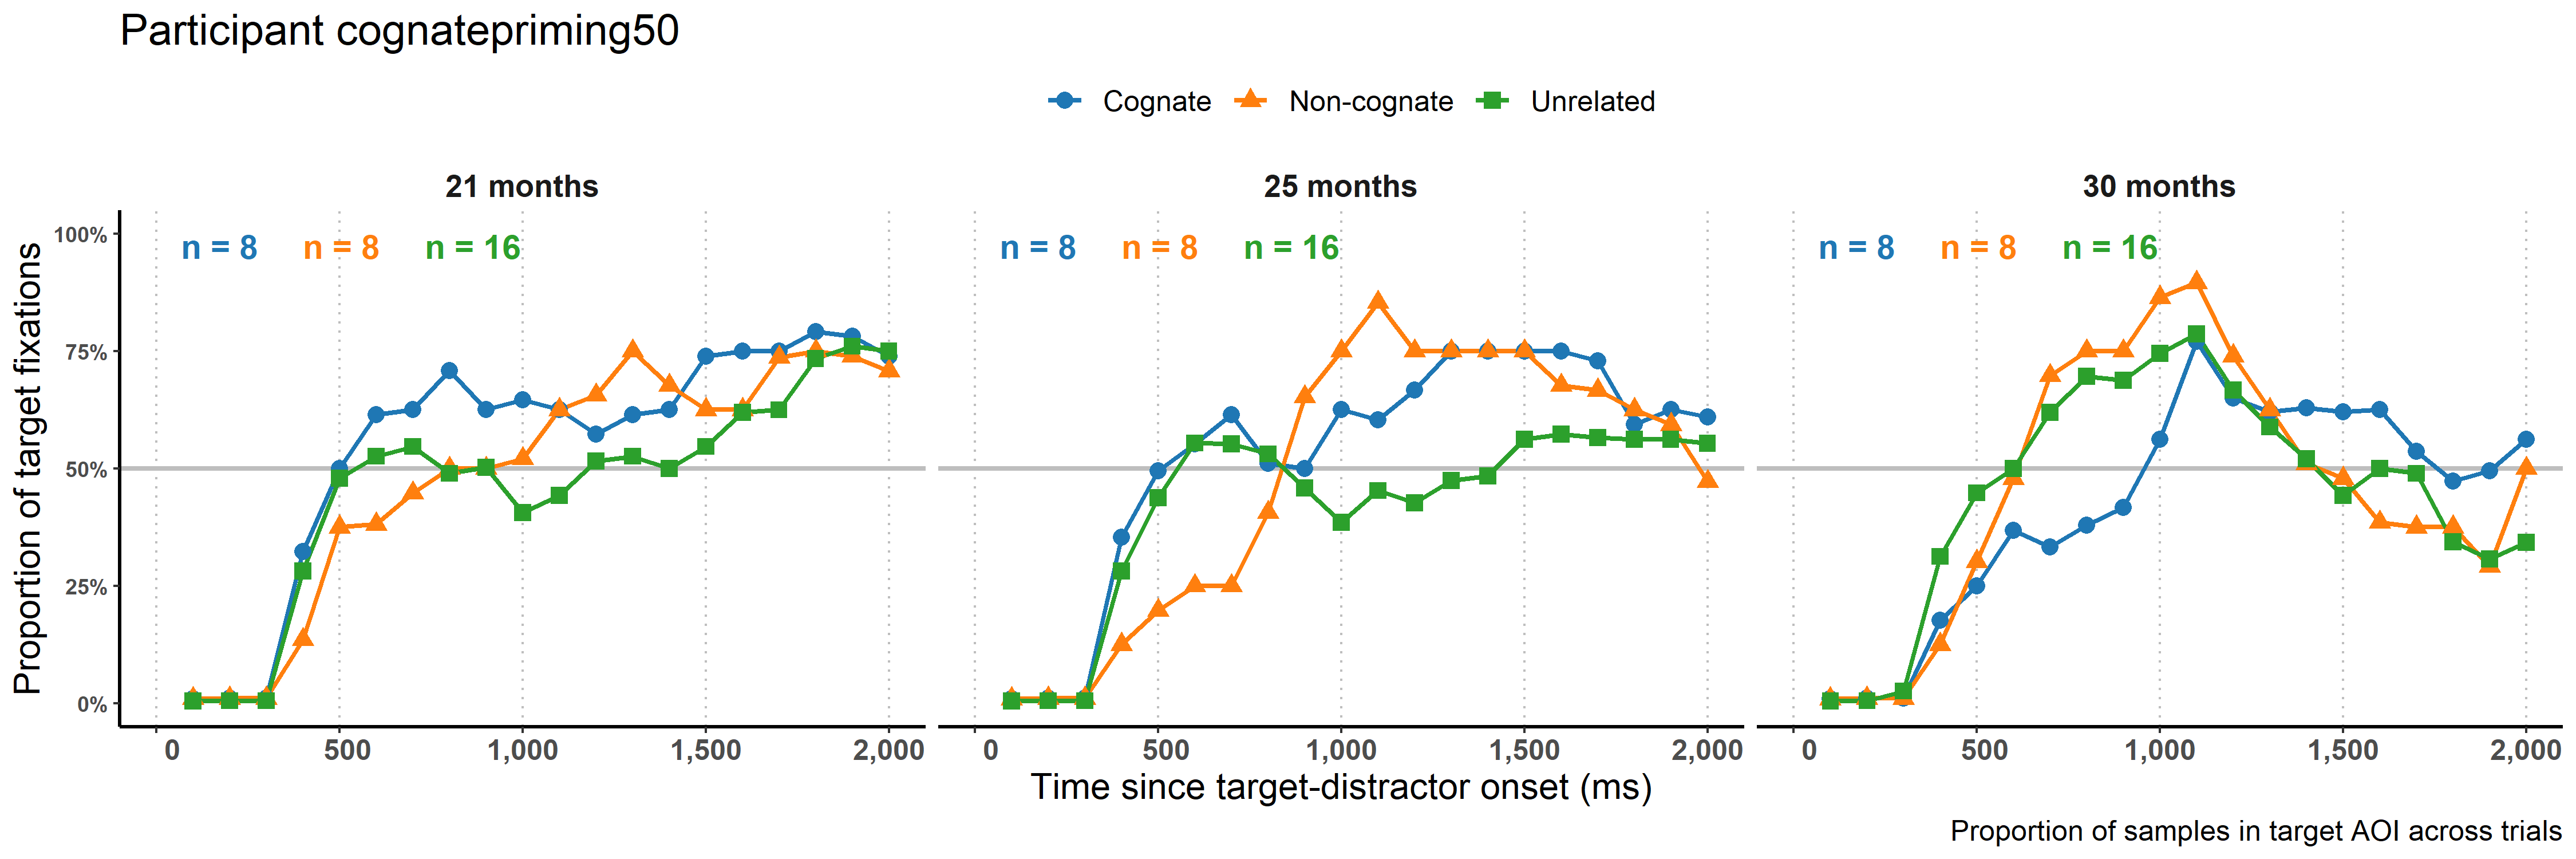 Participant cognatepriming50
Cognate Non-cognate Unrelated
21 months 25 months 30 months
n = 8 n = 8 n = 16 n = 8 n = 8 n = 16 n = 8 n = 8 n = 16
100%
75%
50%
25%
0%
Proportion of target fixations
0 500 1,000 1,500 2,000 0 500 1,000 1,500 2,000 0 500 1,000 1,500 2,000
Time since target-distractor onset (ms)
Proportion of samples in target AOI across trials